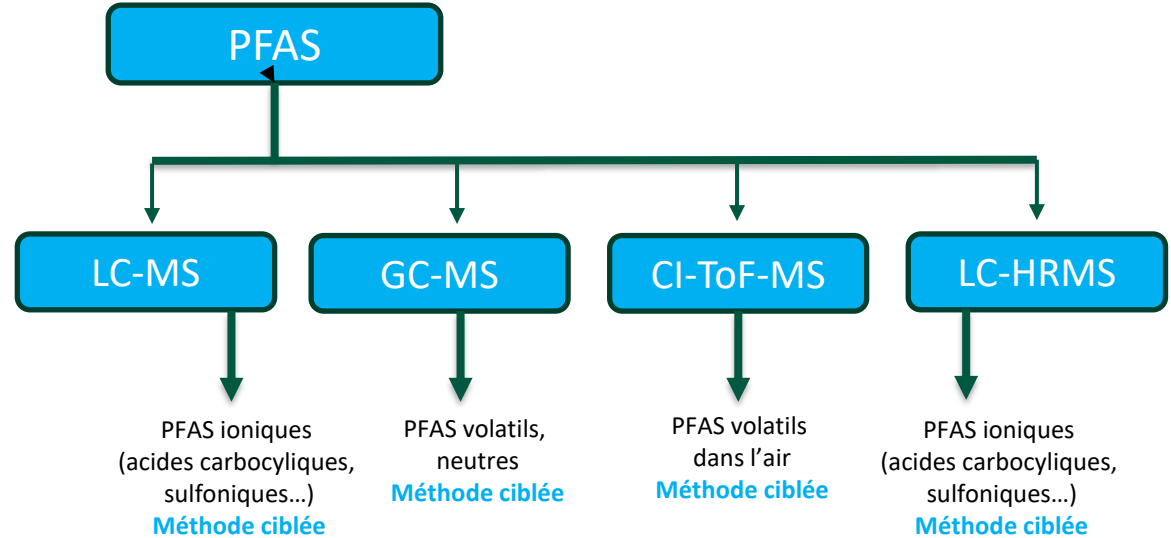 PFAS
LC-MS
GC-MS
CI-ToF-MS
LC-HRMS
PFAS ioniques
(acides carbocyliques,
sulfoniques…)
Méthode ciblée
PFAS volatils,
neutres
Méthode ciblée
PFAS volatils
dans l’air
Méthode ciblée
PFAS ioniques
(acides carbocyliques,
sulfoniques…)
Méthode ciblée